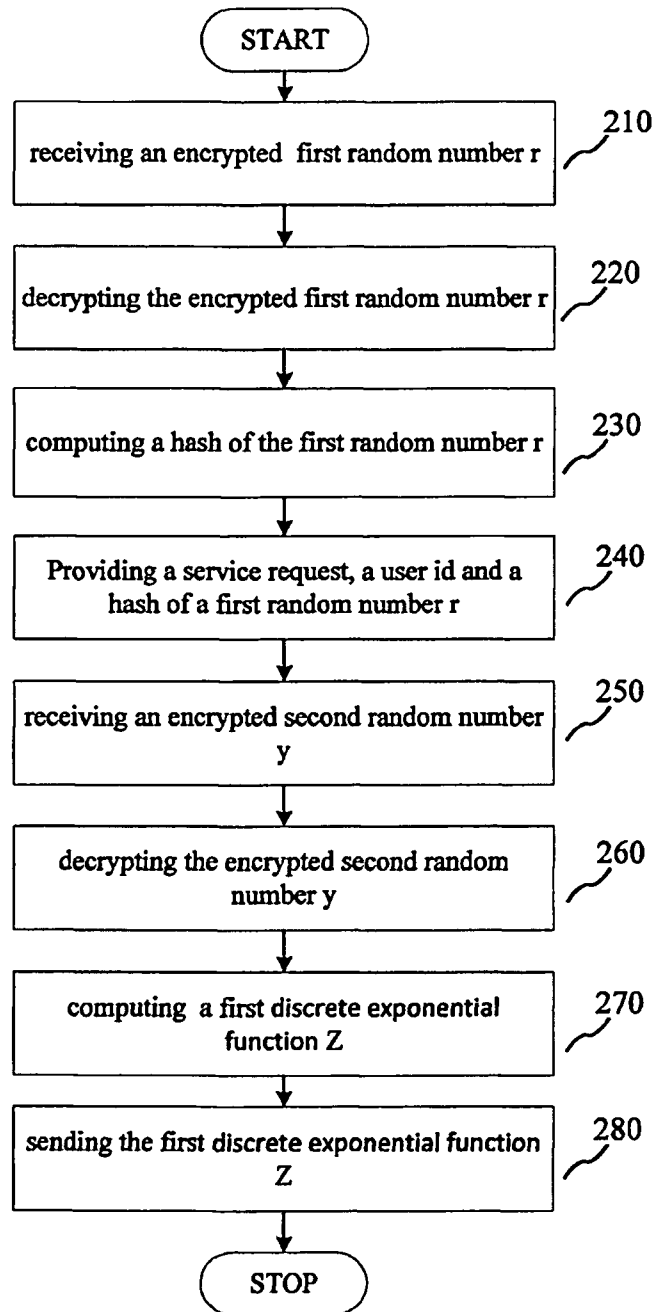 START
receiving an encrypted first random number r
210
decrypting the encrypted first random number r
220
computing a hash of the first random number r
230
Providing a service request, a user id and a
hash of a first random number r
240
receiving an encrypted second random number
y
250
decrypting the encrypted second random
number y
260
computing a first discrete exponential
function Z
270
sending the first discrete exponential function
Z
280
STOP